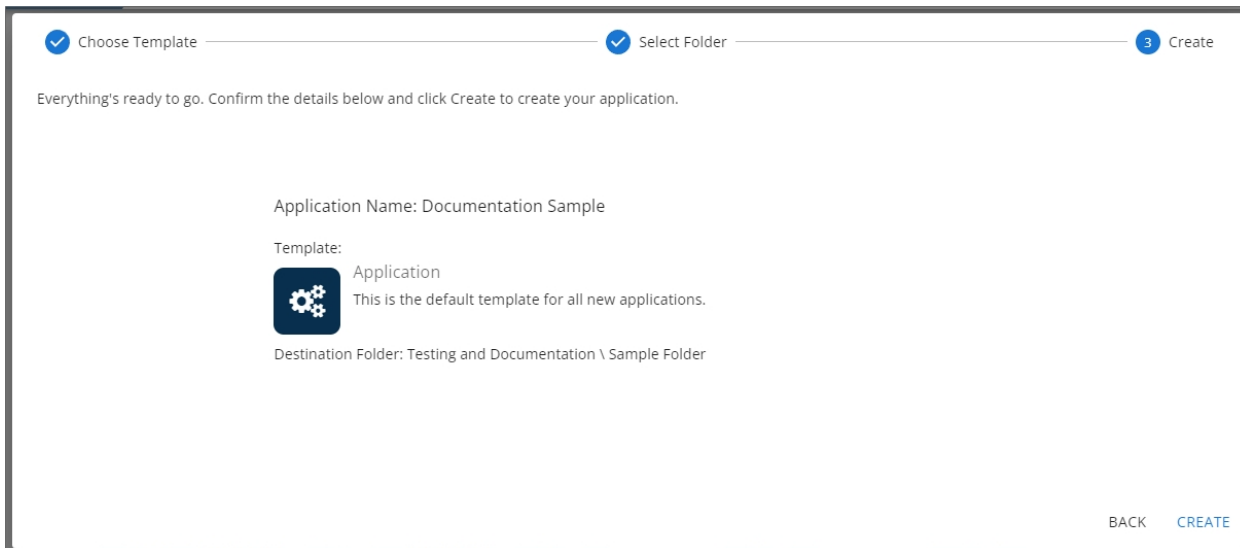 Choose Template
Select Folder
3
Create
Everything's ready to go. Confirm the details below and click Create to create your application.
Application Name: Documentation Sample
Template:
Application
This is the default template for all new applications.
Destination Folder: Testing and Documentation \ Sample Folder
BACK
CREATE